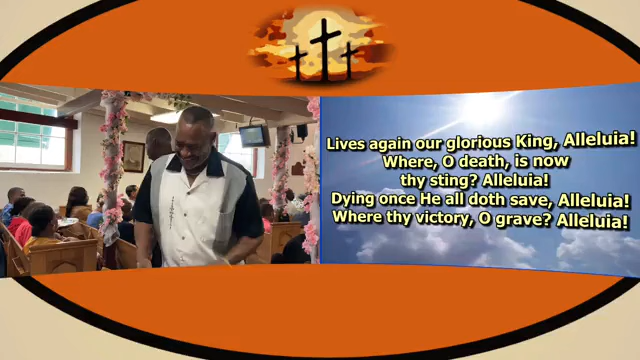 Lives again our glorious King, Alleluia!
Where, O death, is now
thy sting? Alleluia!
Dying once He all doth save, Alleluia!
Where thy victory, O grave? Alleluia!